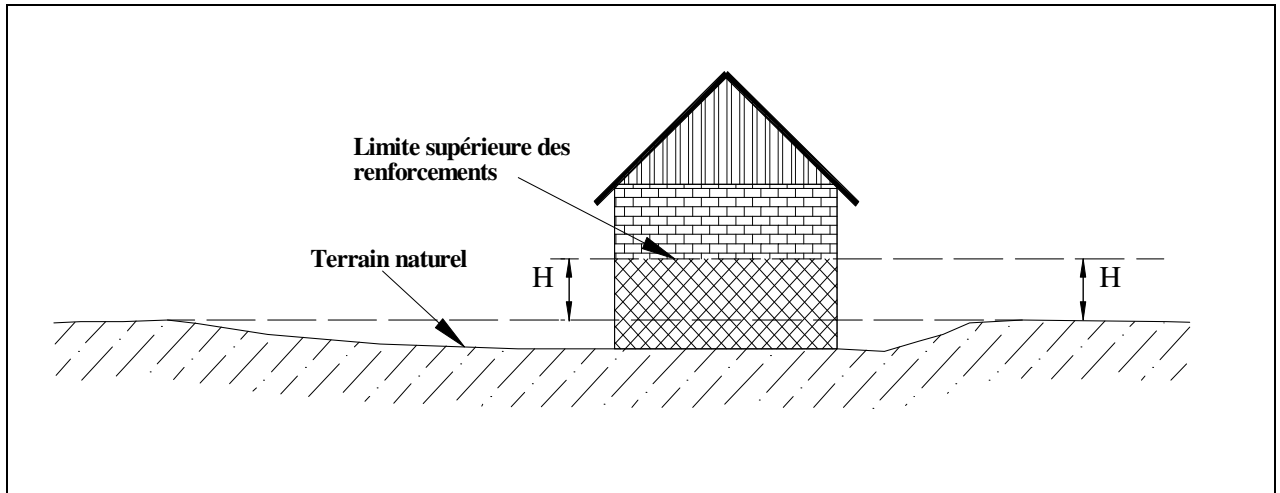 Limite supérieure des
renforcements
Terrain naturel
H
H